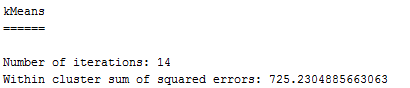 kMeans
======
Number of iterations: 14
Within cluster sum of squared errors: 725.2304885663063